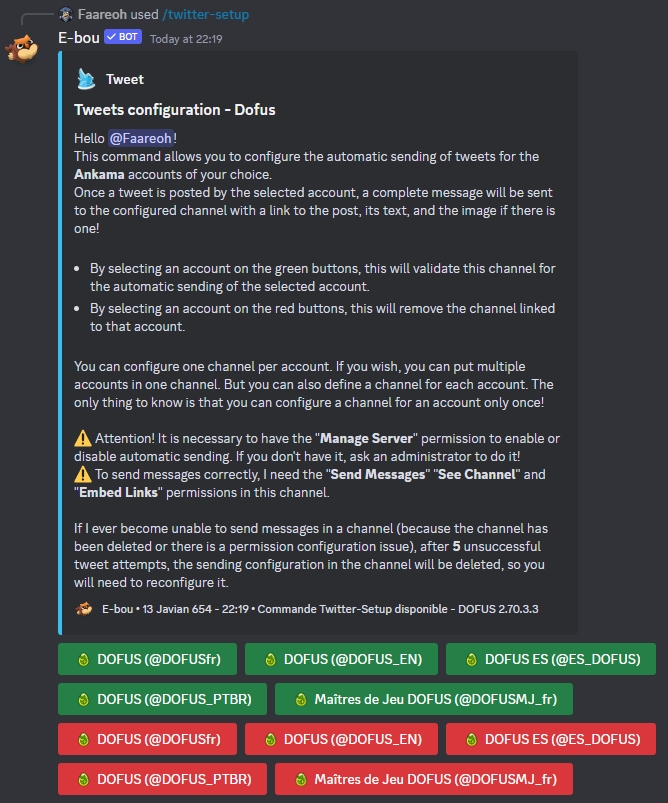 Faareoh used /twitter-setup
E-bou ✓ BOT Today at 22:19
Tweet
Tweets configuration - Dofus
Hello @Faareoh!
This command allows you to configure the automatic sending of tweets for the
Ankama accounts of your choice.
Once a tweet is posted by the selected account, a complete message will be sent
to the configured channel with a link to the post, its text, and the image if there is
one!
• By selecting an account on the green buttons, this will validate this channel for
the automatic sending of the selected account.
• By selecting an account on the red buttons, this will remove the channel linked
to that account.
You can configure one channel per account. If you wish, you can put multiple
accounts in one channel. But you can also define a channel for each account. The
only thing to know is that you can configure a channel for an account only once!
⚠️ Attention! It is necessary to have the "Manage Server" permission to enable or
disable automatic sending. If you don't have it, ask an administrator to do it!
⚠️ To send messages correctly, I need the "Send Messages" "See Channel" and
"Embed Links" permissions in this channel.
If I ever become unable to send messages in a channel (because the channel has
been deleted or there is a permission configuration issue), after 5 unsuccessful
tweet attempts, the sending configuration in the channel will be deleted, so you
will need to reconfigure it.
E-bou • 13 Javian 654 - 22:19 • Commande Twitter-Setup disponible - DOFUS 2.70.3.3
DOFUS (@DOFUSfr) DOFUS (@DOFUS_EN) DOFUS ES (@ES_DOFUS)
DOFUS (@DOFUS_PTBR) Maîtres de Jeu DOFUS (@DOFUSMJ_fr)
DOFUS (@DOFUSfr) DOFUS (@DOFUS_EN) DOFUS ES (@ES_DOFUS)
DOFUS (@DOFUS_PTBR) Maîtres de Jeu DOFUS (@DOFUSMJ_fr)